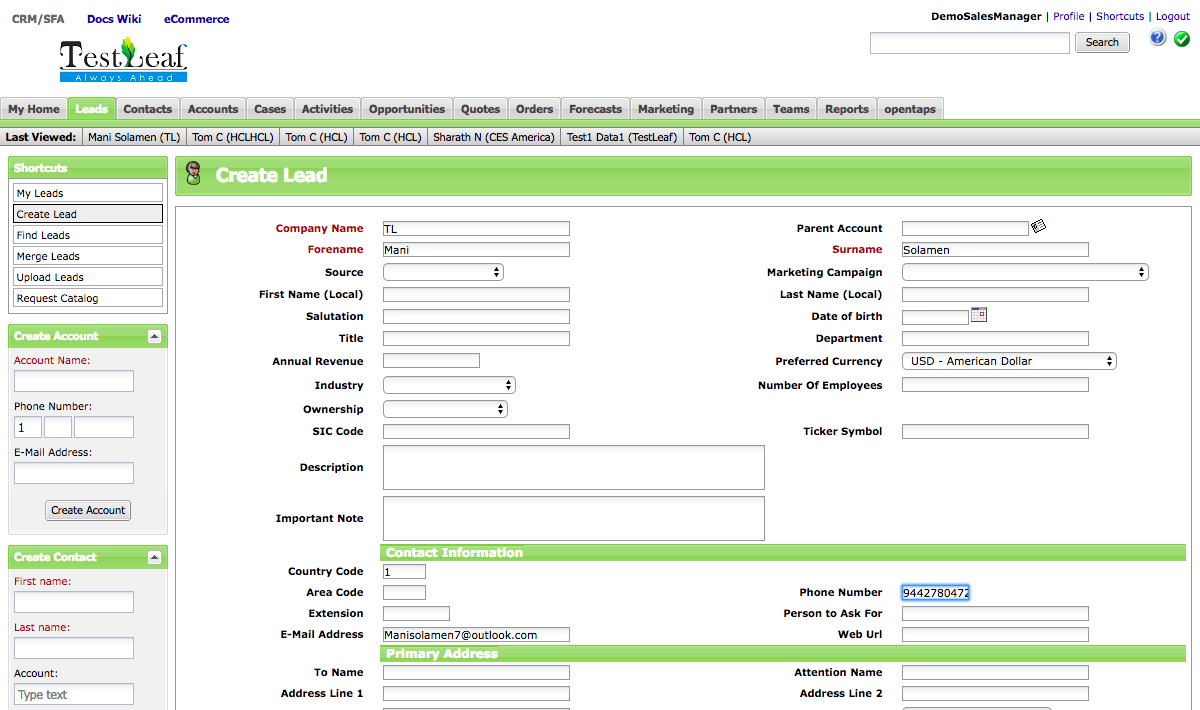 CRM/SFA Docs Wiki eCommerce
DemoSalesManager | Profile | Shortcuts | Logout
TestLeaf
Always Ahead
Search
?
My Home Leads Contacts Accounts Cases Activities Opportunities Quotes Orders Forecasts Marketing Partners Teams Reports opentaps
Last Viewed: Mani Solamen (TL) Tom C (HCLHCL) Tom C (HCL) Tom C (HCL) Sharath N (CES America) Test1 Data1 (TestLeaf) Tom C (HCL)
Shortcuts
My Leads
Create Lead
Find Leads
Merge Leads
Upload Leads
Request Catalog
Create Account
Account Name:
Phone Number:
1
E-Mail Address:
Create Account
Create Contact
First name:
Last name:
Account:
Type text
Create Lead
Company Name TL Parent Account
Forename Mani Surname Solamen
Source Marketing Campaign
First Name (Local) Last Name (Local)
Salutation Date of birth
Title Department
Annual Revenue Preferred Currency USD - American Dollar
Industry Number Of Employees
Ownership
SIC Code Ticker Symbol
Description
Important Note
Contact Information
Country Code 1
Area Code Phone Number 9442780472
Extension Person to Ask For
E-Mail Address Manisolamen7@outlook.com Web Url
Primary Address
To Name Attention Name
Address Line 1 Address Line 2